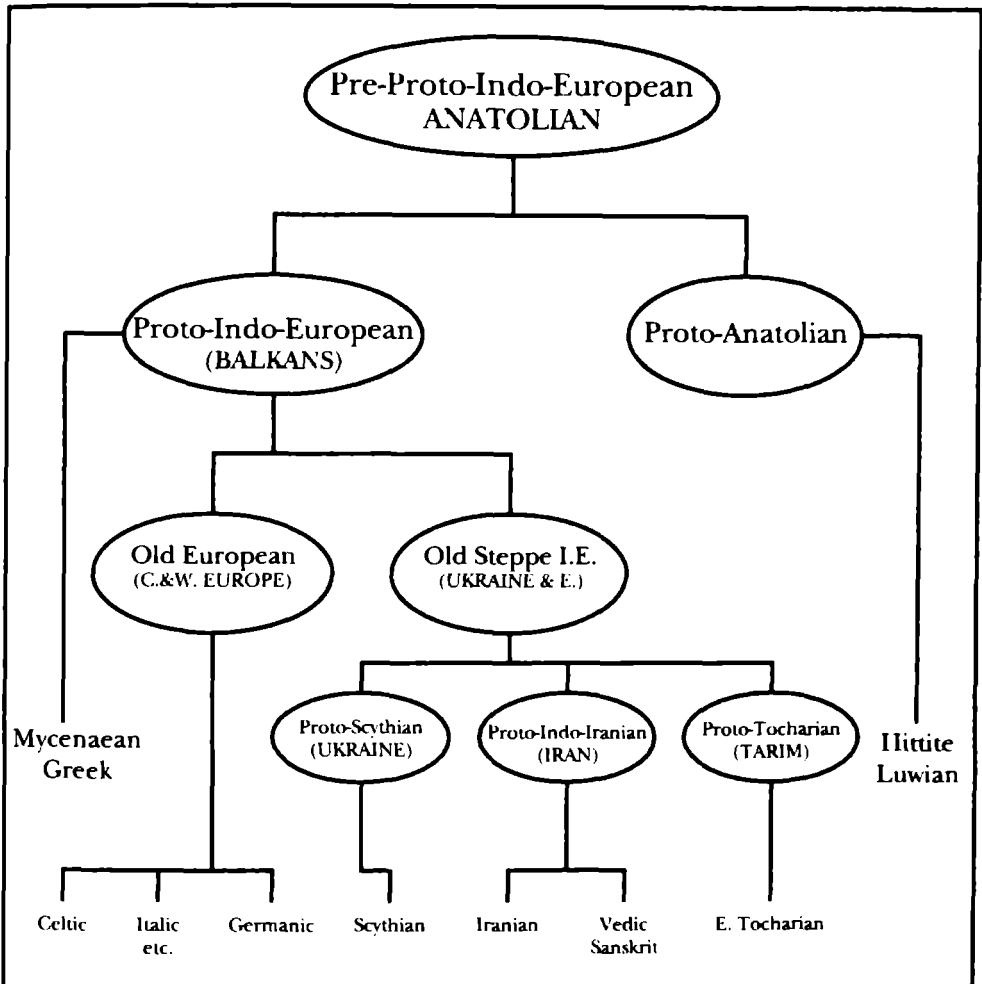 Pre-Proto-Indo-European
ANATOLIAN
Proto-Indo-European
(BALKANS)
Proto-Anatolian
Old European
(C.&W. EUROPE)
Old Steppe I.E.
(UKRAINE & E.)
Proto-Scythian
(UKRAINE)
Proto-Indo-Iranian
(IRAN)
Proto-Tocharian
(TARIM)
Mycenaean
Greek
Hittite
Luwian
Celtic
Italic
etc.
Germanic
Scythian
Iranian
Vedic
Sanskrit
E. Tocharian